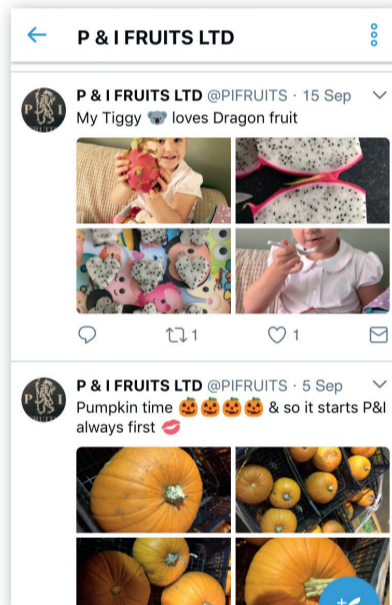 P & I FRUITS LTD
P & I FRUITS LTD @PIFRUITS · 15 Sep
My Tiggy 🐨 loves Dragon fruit
1
1
P & I FRUITS LTD @PIFRUITS · 5 Sep
Pumpkin time 🎃🎃🎃🎃 & so it starts P&I
always first 💋